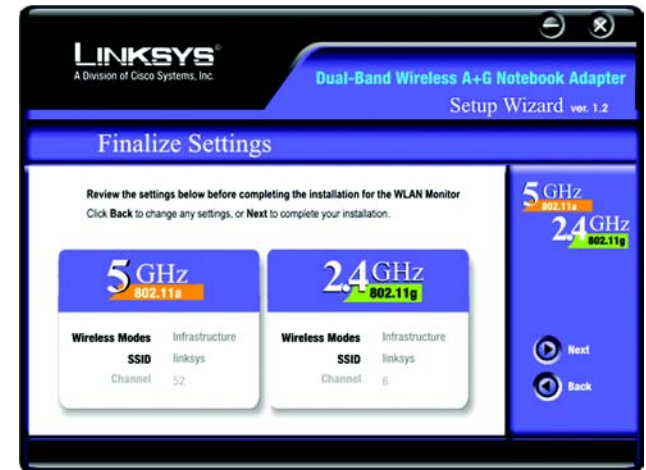 LINKSYS®
A Division of Cisco Systems, Inc.
Dual-Band Wireless A+G Notebook Adapter
Setup Wizard ver. 1.2
Finalize Settings
Review the settings below before completing the installation for the WLAN Monitor
Click Back to change any settings, or Next to complete your installation.
5 GHz
802.11a
Wireless Modes Infrastructure
SSID linksys
Channel 52
2.4 GHz
802.11g
Wireless Modes Infrastructure
SSID linksys
Channel 6
5 GHz
802.11a
2.4 GHz
802.11g
Next
Back